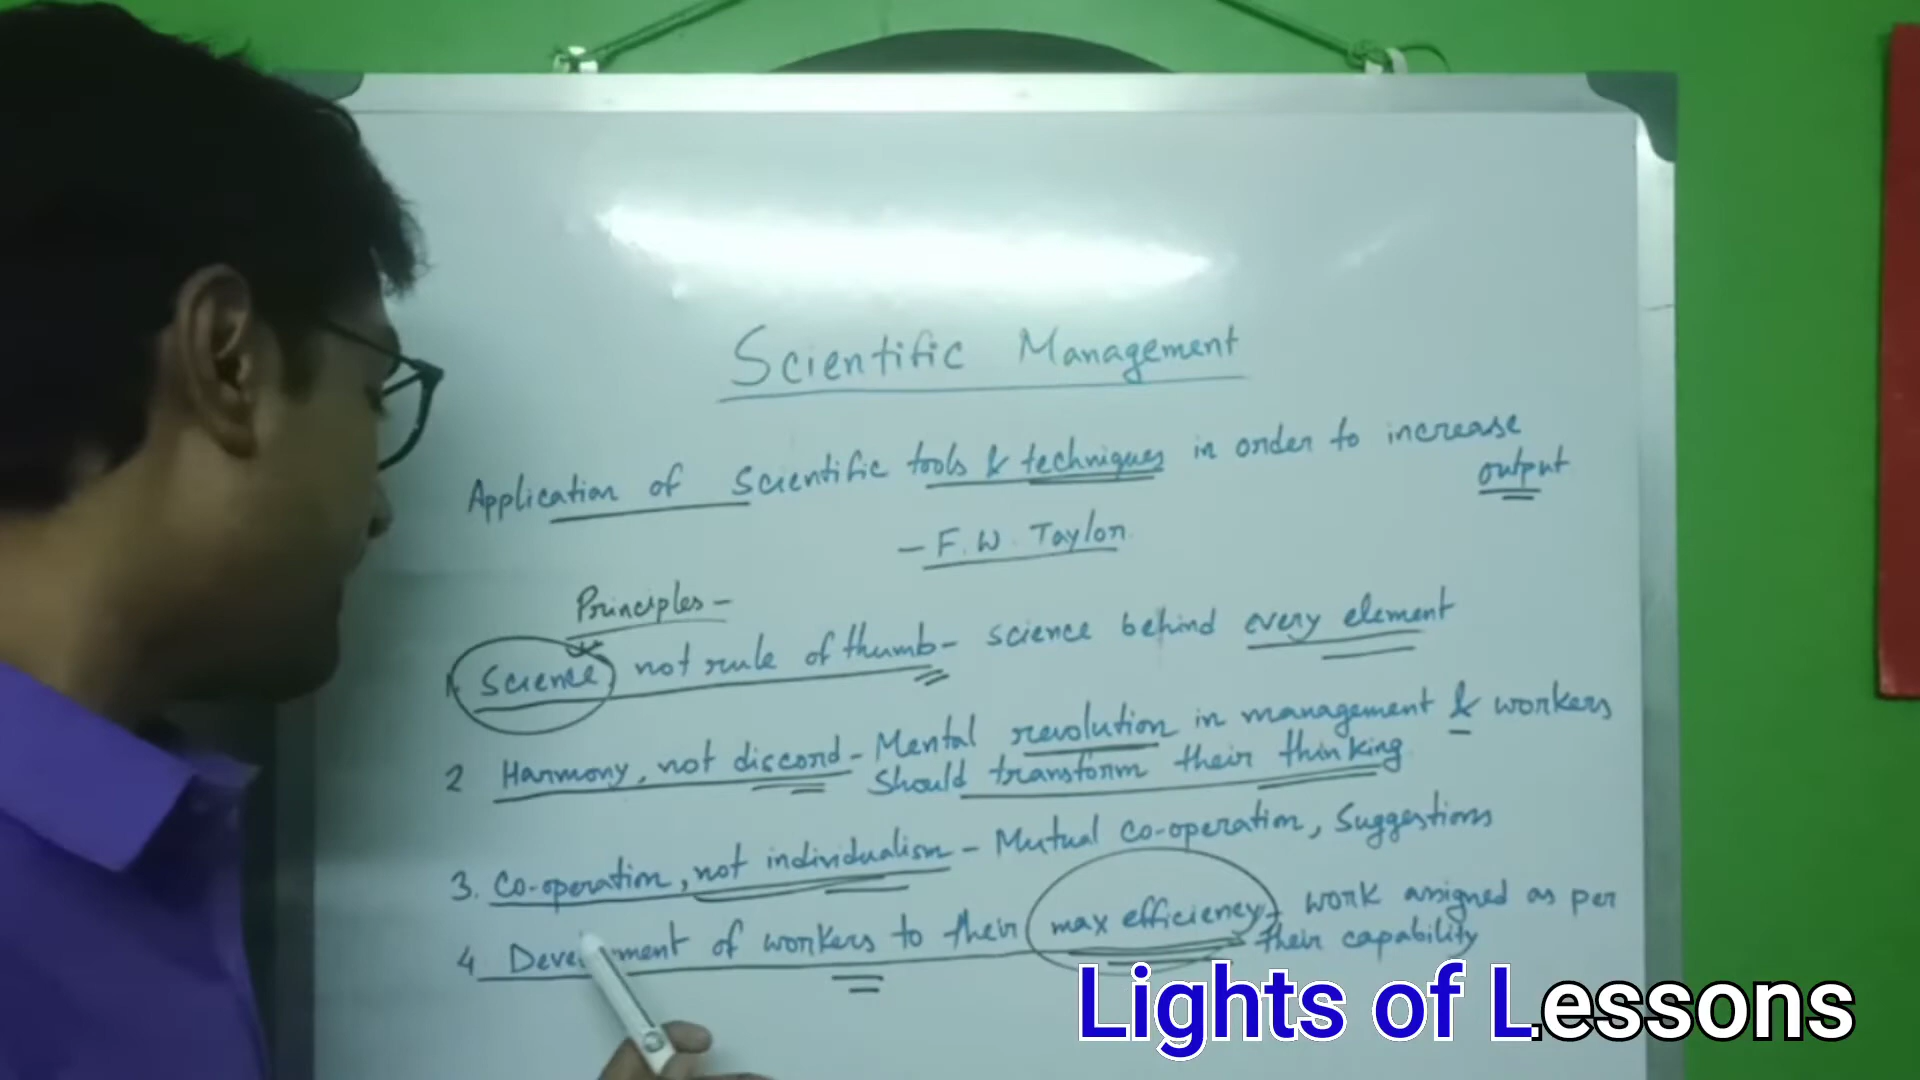 Scientific Management
Application of Scientific tools & techniques in order to increase
output
- F. W. Taylor
Principles -
1. Science not rule of thumb - science behind every element
2 Harmony, not discord - Mental revolution in management & workers
Should transform their thinking
3. Co-operation, not individualism - Mutual co-operation, Suggestions
4 Deve ment of workers to their max efficiency - work assigned as per
their capability
Lights of Lessons